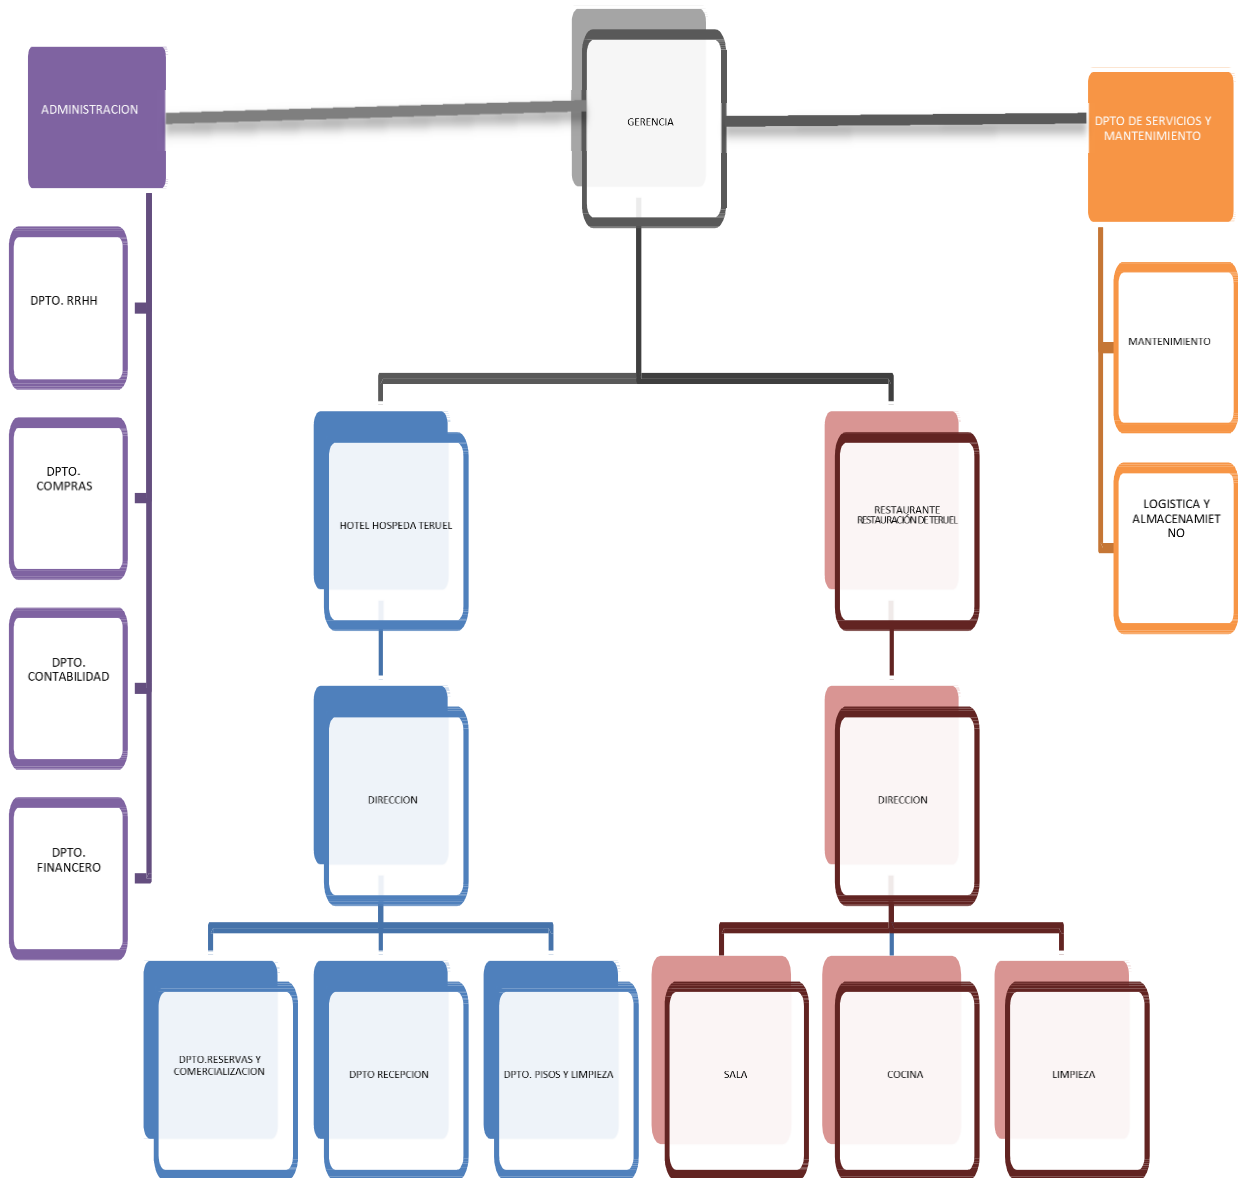 GERENCIA
ADMINISTRACION
DPTO. RRHH
DPTO.
COMPRAS
DPTO.
CONTABILIDAD
DPTO.
FINANCERO
DPTO DE SERVICIOS Y
MANTENIMIENTO
MANTENIMIENTO
LOGISTICA Y
ALMACENAMIET
NO
HOTEL HOSPEDA TERUEL
DIRECCION
DPTO.RESERVAS Y
COMERCIALIZACION
DPTO RECEPCION
DPTO. PISOS Y LIMPIEZA
RESTAURANTE
RESTAURACIÓN DE TERUEL
DIRECCION
SALA
COCINA
LIMPIEZA